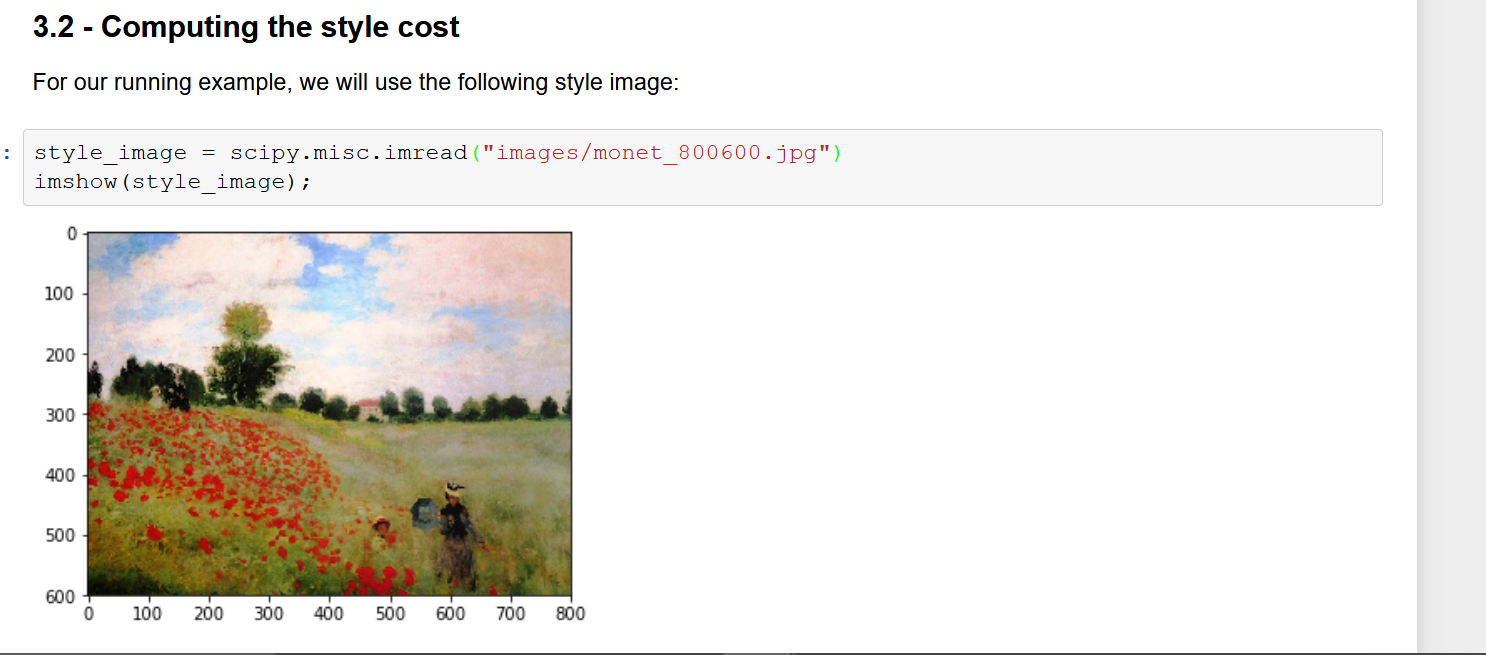 3.2 - Computing the style cost
For our running example, we will use the following style image:
:
style_image = scipy.misc.imread("images/monet_800600.jpg")
imshow(style_image);
0
100
200
300
400
500
600
0 100 200 300 400 500 600 700 800